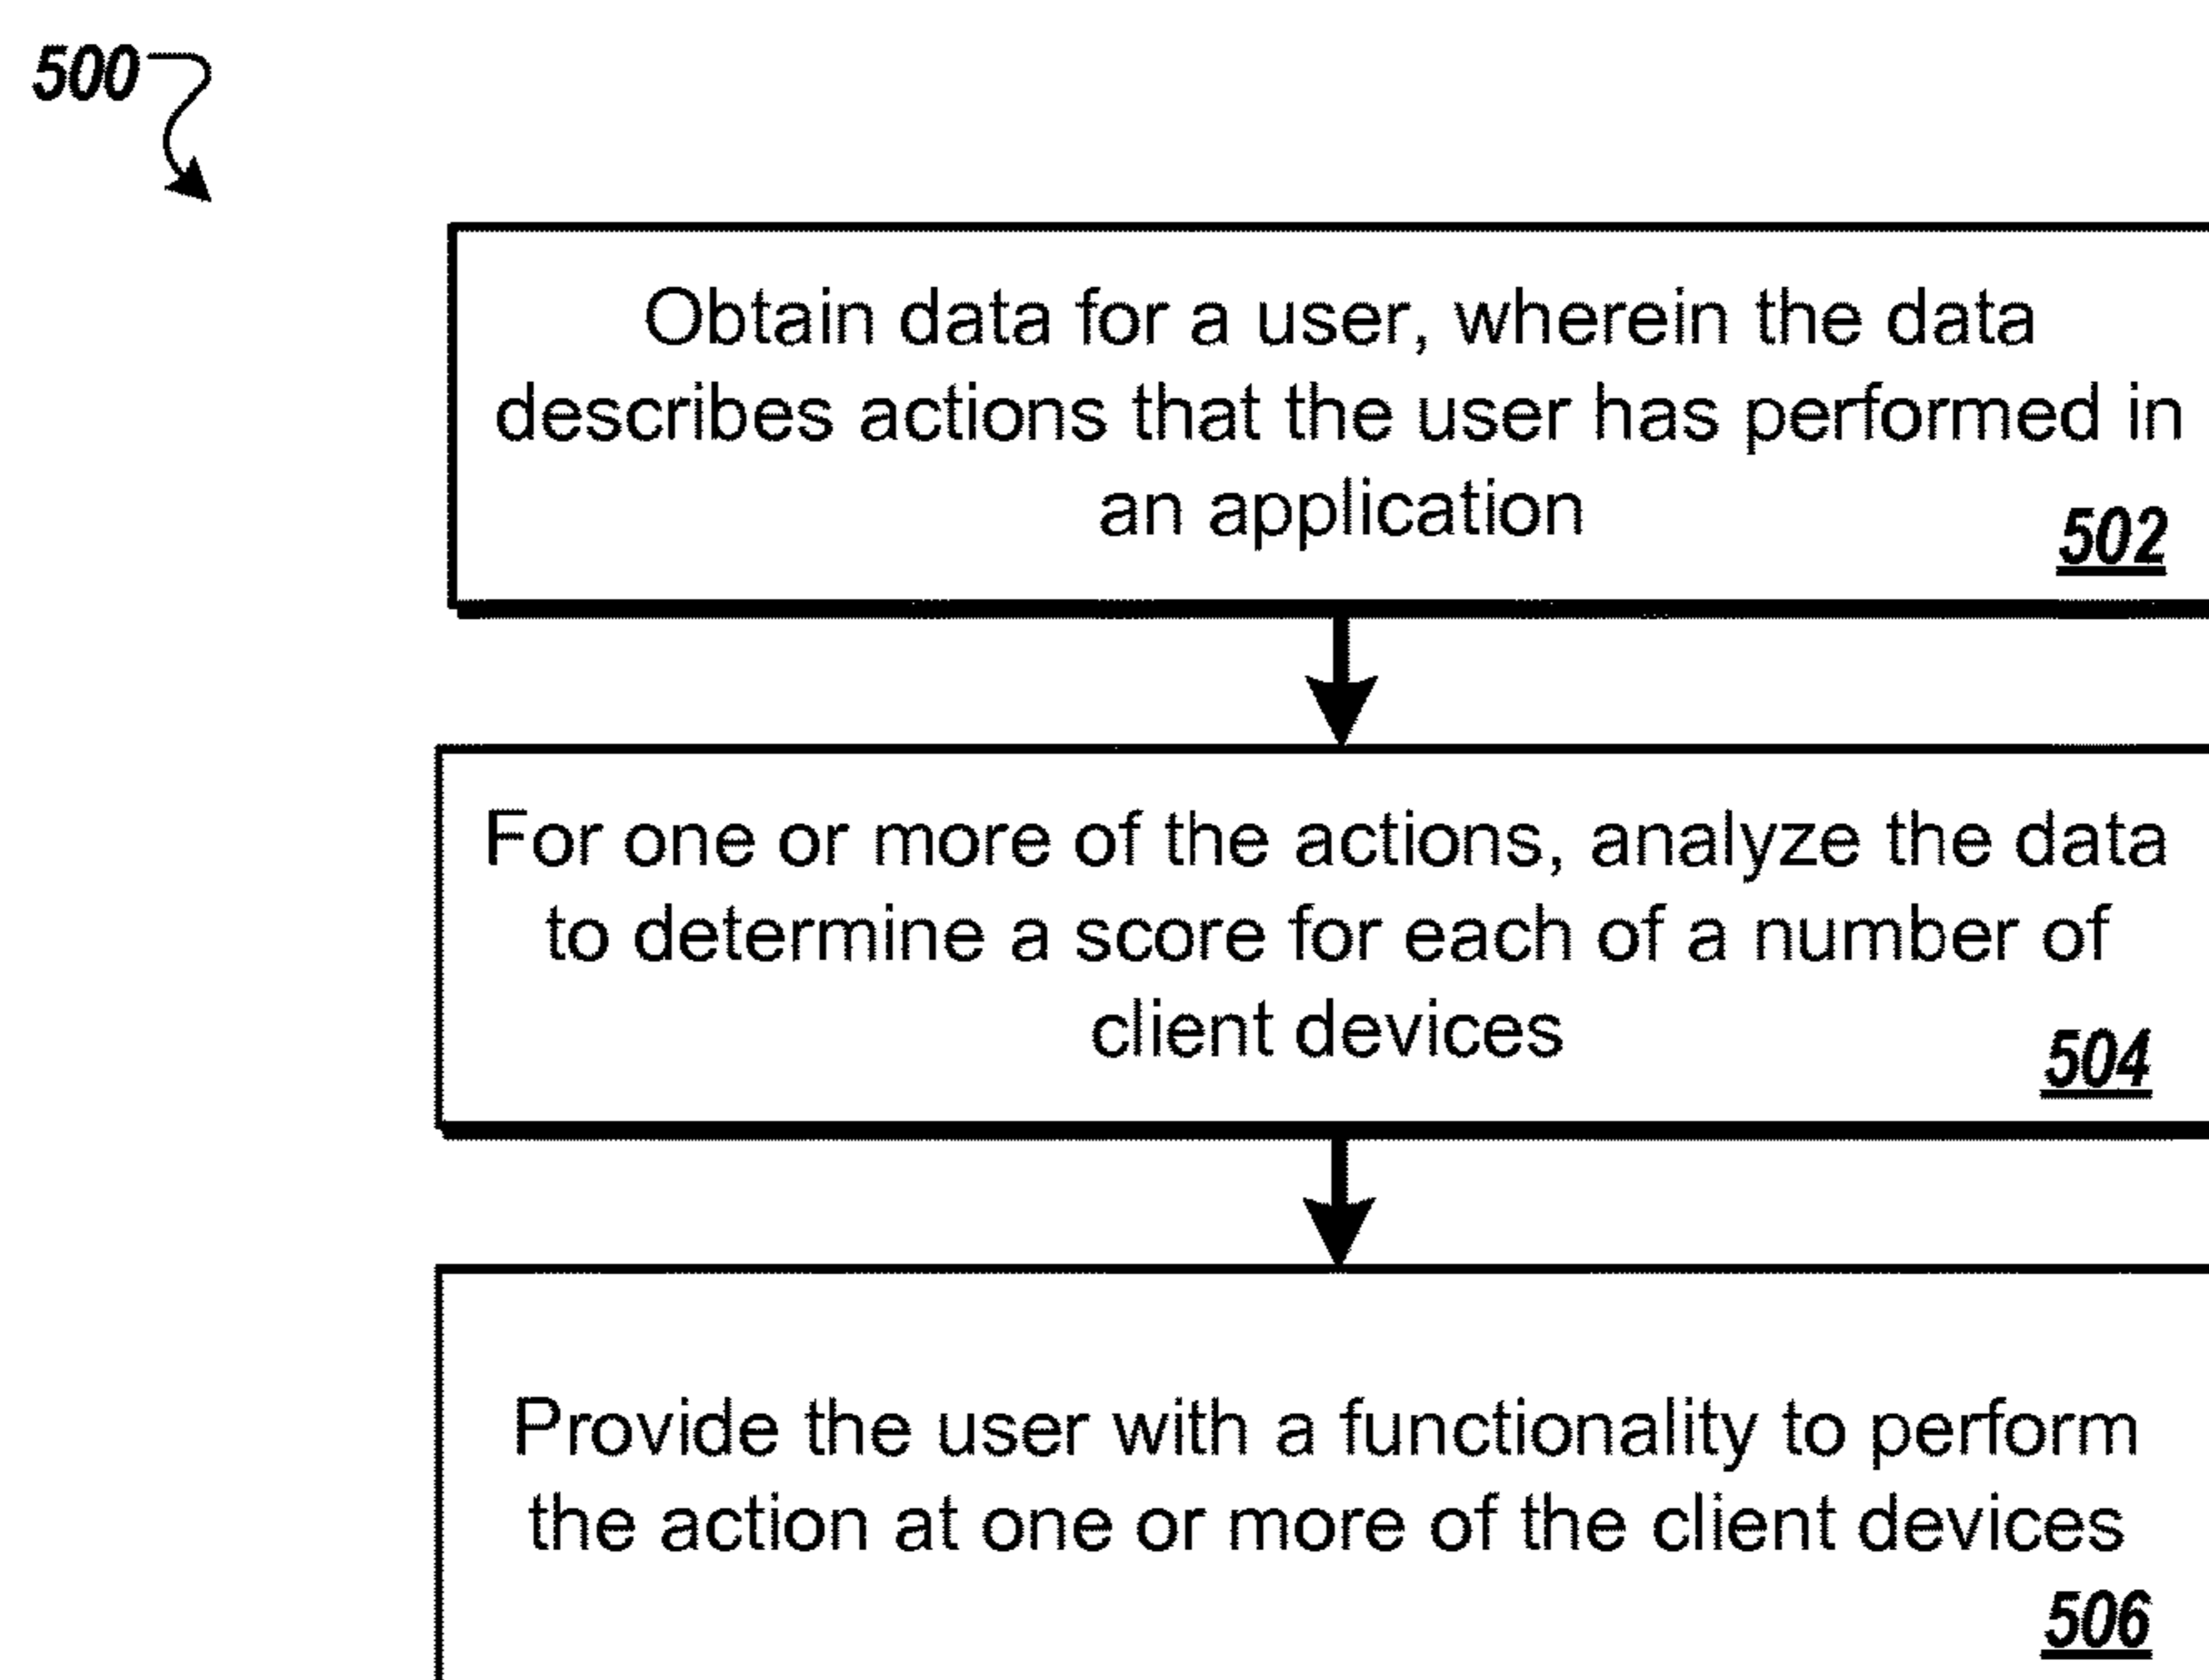 500
Obtain data for a user, wherein the data
describes actions that the user has performed in
an application
502
For one or more of the actions, analyze the data
to determine a score for each of a number of
client devices
504
Provide the user with a functionality to perform
the action at one or more of the client devices
506